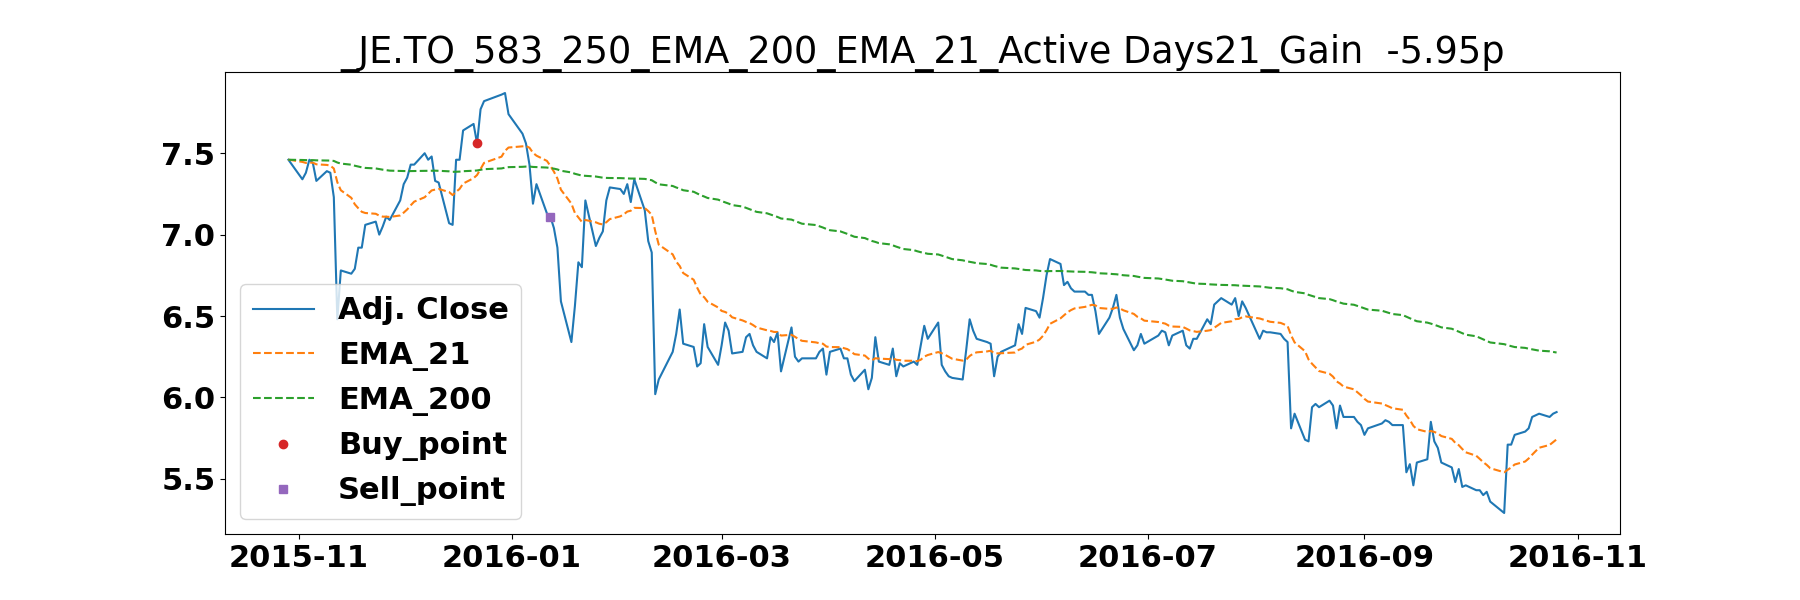 _JE.TO_583_250_EMA_200_EMA_21_Active Days21_Gain  -5.95p
7.5
7.0
6.5
6.0
5.5
Adj. Close
EMA_21
EMA_200
Buy_point
Sell_point
2015-11 2016-01 2016-03 2016-05 2016-07 2016-09 2016-11